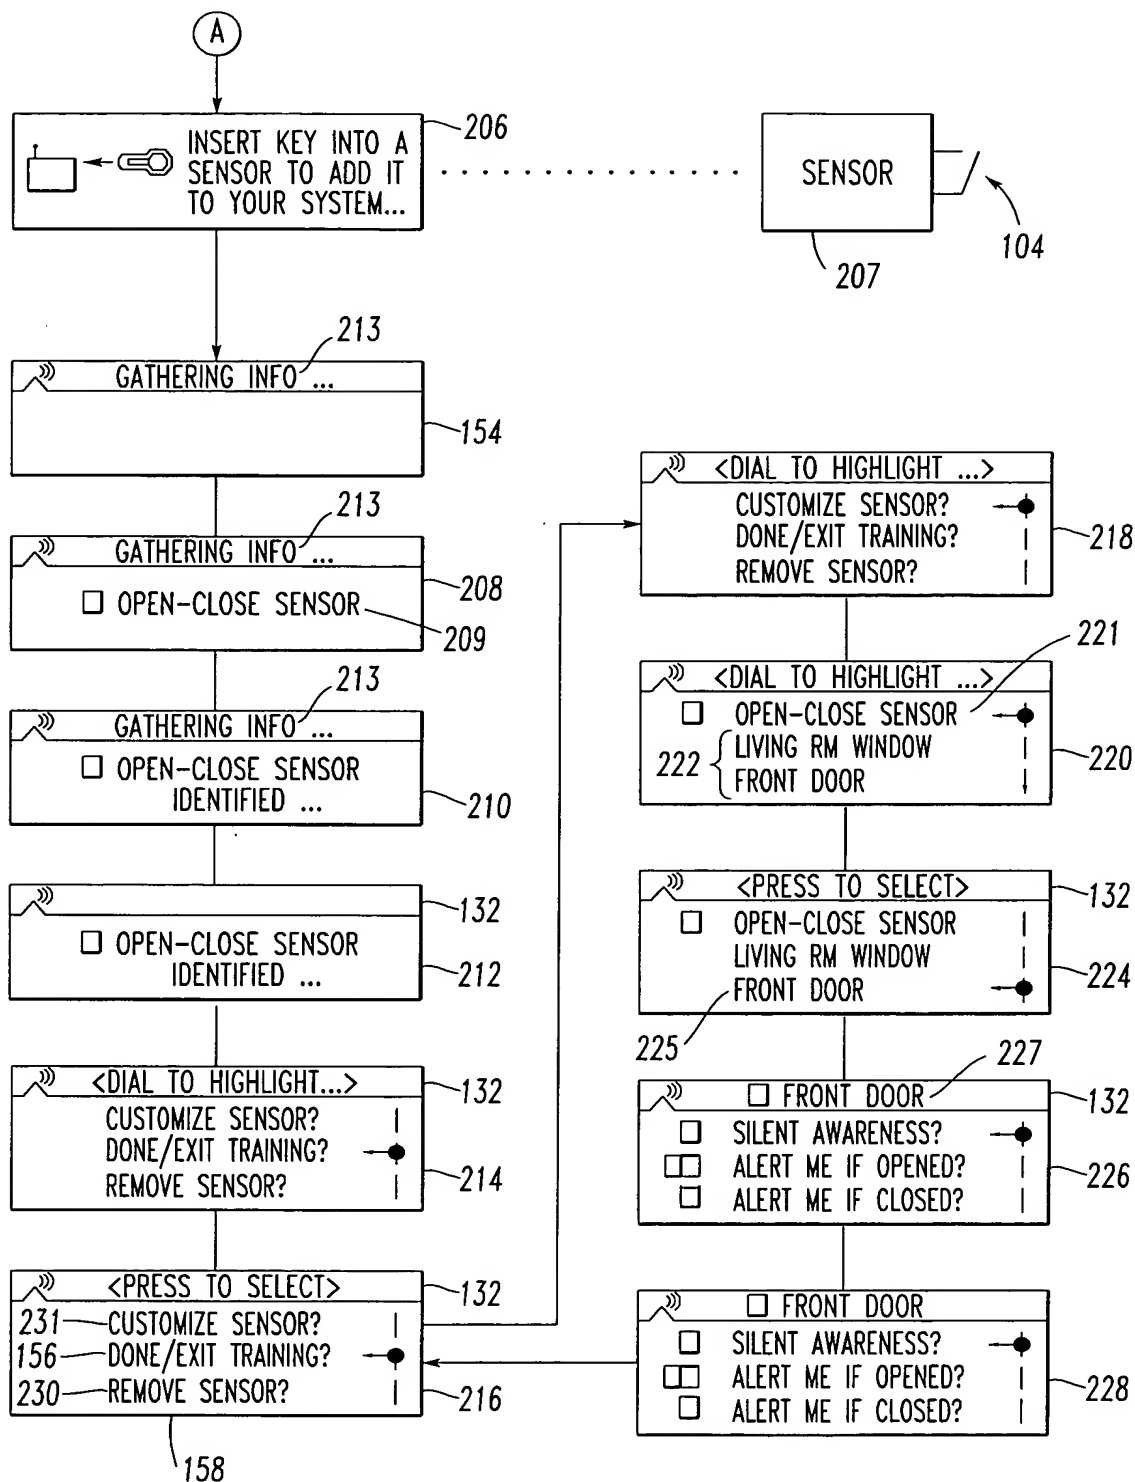 A
INSERT KEY INTO A
SENSOR TO ADD IT
TO YOUR SYSTEM...
206
SENSOR
207
104
GATHERING INFO ...
213
154
GATHERING INFO ...
213
208
OPEN-CLOSE SENSOR
209
GATHERING INFO ...
213
OPEN-CLOSE SENSOR
IDENTIFIED ...
210
132
OPEN-CLOSE SENSOR
IDENTIFIED ...
212
<DIAL TO HIGHLIGHT...>
132
CUSTOMIZE SENSOR?
DONE/EXIT TRAINING?
REMOVE SENSOR?
214
<PRESS TO SELECT>
132
231 CUSTOMIZE SENSOR?
156 DONE/EXIT TRAINING?
230 REMOVE SENSOR?
216
158
<DIAL TO HIGHLIGHT ...>
CUSTOMIZE SENSOR?
DONE/EXIT TRAINING?
REMOVE SENSOR?
218
<DIAL TO HIGHLIGHT ...>
221
OPEN-CLOSE SENSOR
LIVING RM WINDOW
222
FRONT DOOR
220
<PRESS TO SELECT>
132
OPEN-CLOSE SENSOR
LIVING RM WINDOW
FRONT DOOR
224
225
227
FRONT DOOR
132
SILENT AWARENESS?
ALERT ME IF OPENED?
ALERT ME IF CLOSED?
226
FRONT DOOR
SILENT AWARENESS?
ALERT ME IF OPENED?
ALERT ME IF CLOSED?
228